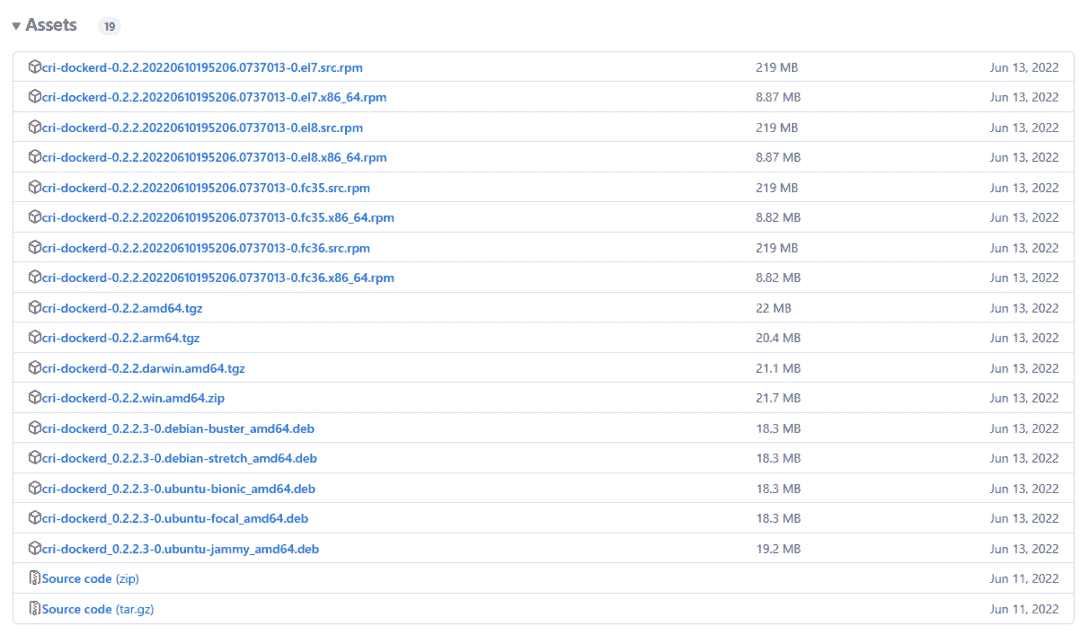 Assets 19
cri-dockerd-0.2.2.20220610195206.0737013-0.el7.src.rpm 219 MB Jun 13, 2022
cri-dockerd-0.2.2.20220610195206.0737013-0.el7.x86_64.rpm 8.87 MB Jun 13, 2022
cri-dockerd-0.2.2.20220610195206.0737013-0.el8.src.rpm 219 MB Jun 13, 2022
cri-dockerd-0.2.2.20220610195206.0737013-0.el8.x86_64.rpm 8.87 MB Jun 13, 2022
cri-dockerd-0.2.2.20220610195206.0737013-0.fc35.src.rpm 219 MB Jun 13, 2022
cri-dockerd-0.2.2.20220610195206.0737013-0.fc35.x86_64.rpm 8.82 MB Jun 13, 2022
cri-dockerd-0.2.2.20220610195206.0737013-0.fc36.src.rpm 219 MB Jun 13, 2022
cri-dockerd-0.2.2.20220610195206.0737013-0.fc36.x86_64.rpm 8.82 MB Jun 13, 2022
cri-dockerd-0.2.2.amd64.tgz 22 MB Jun 13, 2022
cri-dockerd-0.2.2.arm64.tgz 20.4 MB Jun 13, 2022
cri-dockerd-0.2.2.darwin.amd64.tgz 21.1 MB Jun 13, 2022
cri-dockerd-0.2.2.win.amd64.zip 21.7 MB Jun 13, 2022
cri-dockerd_0.2.2.3-0.debian-buster_amd64.deb 18.3 MB Jun 13, 2022
cri-dockerd_0.2.2.3-0.debian-stretch_amd64.deb 18.3 MB Jun 13, 2022
cri-dockerd_0.2.2.3-0.ubuntu-bionic_amd64.deb 18.3 MB Jun 13, 2022
cri-dockerd_0.2.2.3-0.ubuntu-focal_amd64.deb 18.3 MB Jun 13, 2022
cri-dockerd_0.2.2.3-0.ubuntu-jammy_amd64.deb 19.2 MB Jun 13, 2022
Source code (zip) Jun 11, 2022
Source code (tar.gz) Jun 11, 2022